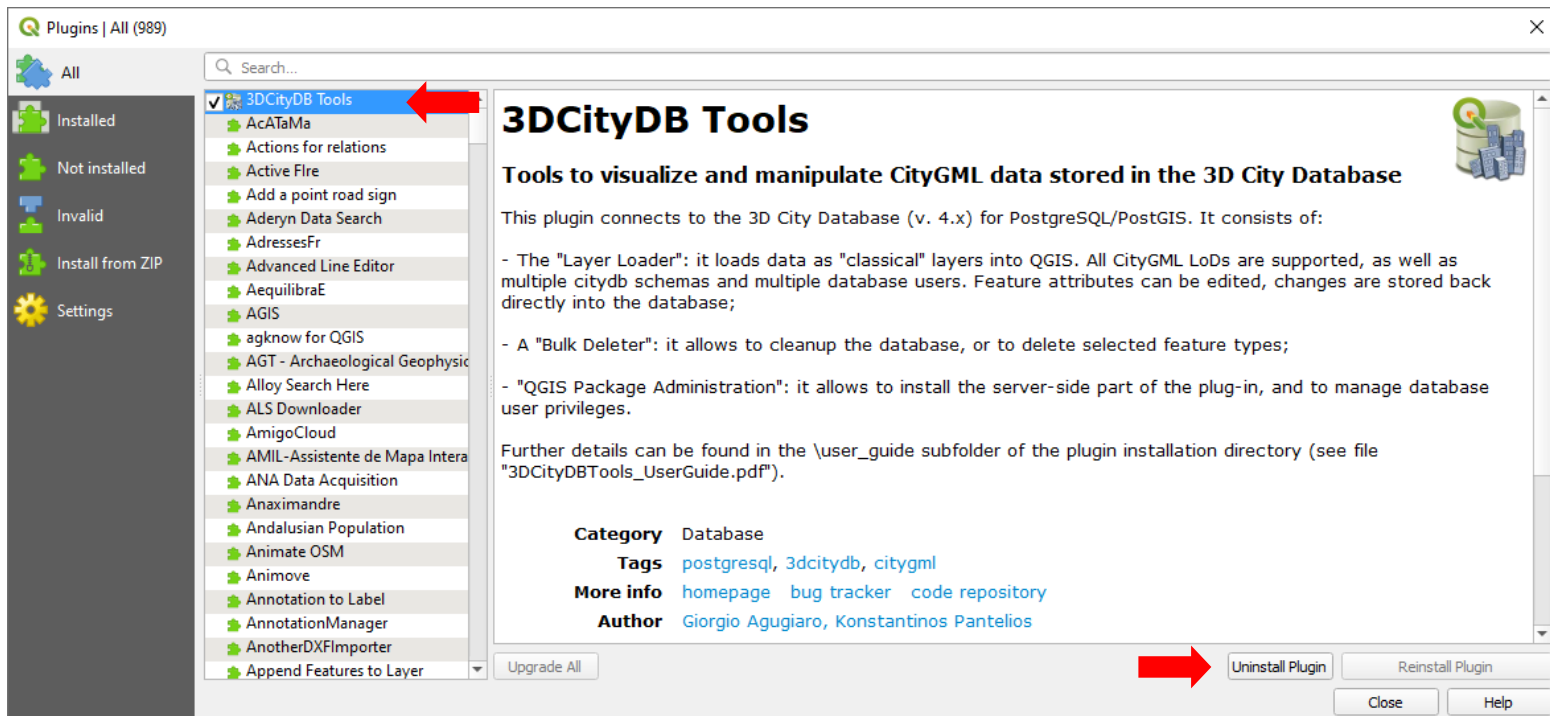 Plugins | All (989)
All
Installed
Not installed
Invalid
Install from ZIP
Settings
Search...
3DCityDB Tools
AcATaMa
Actions for relations
Active FIre
Add a point road sign
Aderyn Data Search
AdressesFr
Advanced Line Editor
AequilibraE
AGIS
agknow for QGIS
AGT - Archaeological Geophysic
Alloy Search Here
ALS Downloader
AmigoCloud
AMIL-Assistente de Mapa Intera
ANA Data Acquisition
Anaximandre
Andalusian Population
Animate OSM
Animove
Annotation to Label
AnnotationManager
AnotherDXFImporter
Append Features to Layer
3DCityDB Tools
Tools to visualize and manipulate CityGML data stored in the 3D City Database
This plugin connects to the 3D City Database (v. 4.x) for PostgreSQL/PostGIS. It consists of:
- The "Layer Loader": it loads data as "classical" layers into QGIS. All CityGML LoDs are supported, as well as
multiple citydb schemas and multiple database users. Feature attributes can be edited, changes are stored back
directly into the database;
- A "Bulk Deleter": it allows to cleanup the database, or to delete selected feature types;
- "QGIS Package Administration": it allows to install the server-side part of the plug-in, and to manage database
user privileges.
Further details can be found in the \user_guide subfolder of the plugin installation directory (see file
"3DCityDBTools_UserGuide.pdf").
Category Database
Tags postgresql, 3dcitydb, citygml
More info homepage bug tracker code repository
Author Giorgio Agugiaro, Konstantinos Pantelios
Upgrade All Uninstall Plugin Reinstall Plugin
Close Help